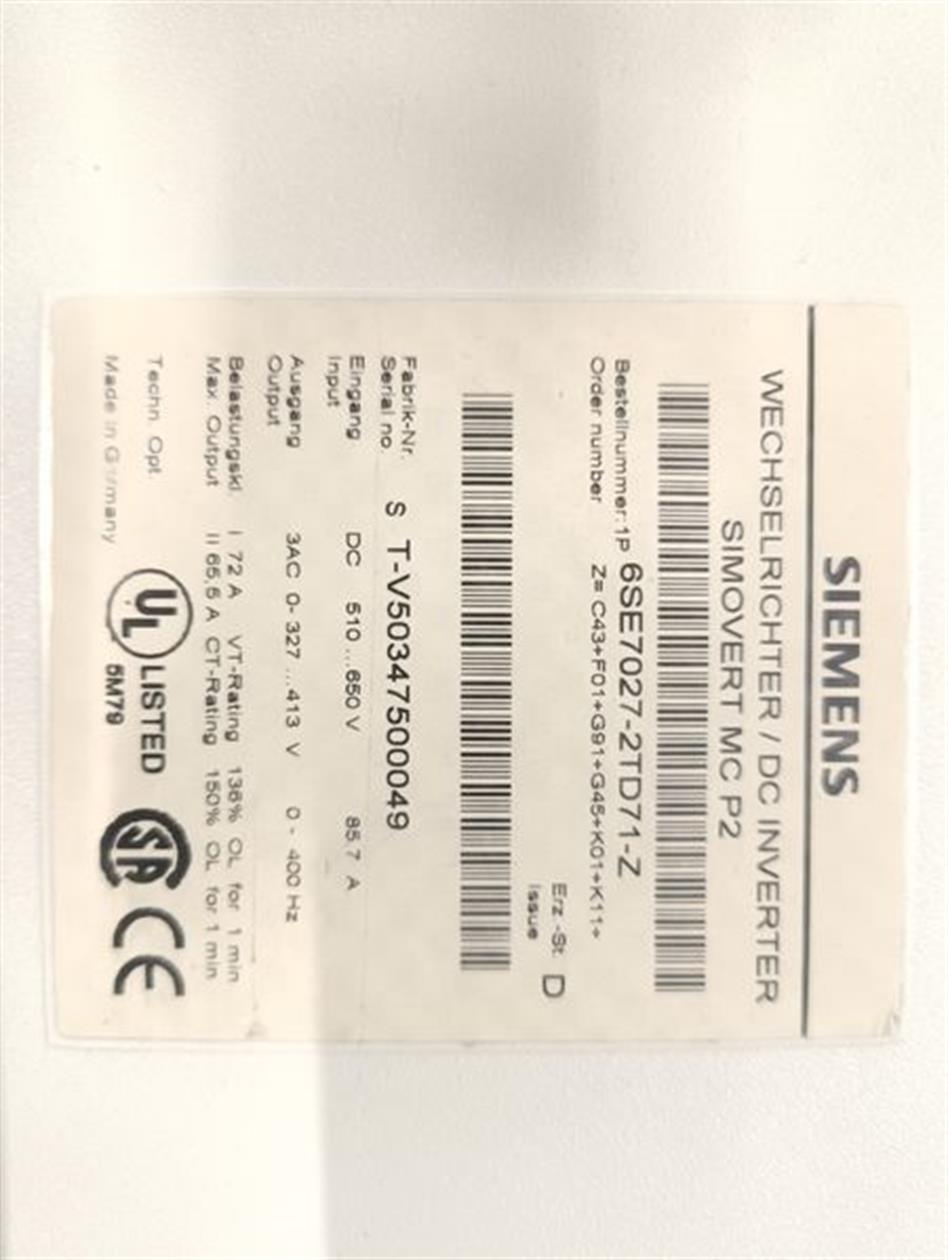 SIEMENS
WECHSELRICHTER / DC INVERTER
SIMOVERT MC P2
Bestellnummer:1P 6SE7027-2TD71-Z
Order number Z= C43+F01+G91+G45+K01+K11+
Erz.-St. D
Issue
Fabrik-Nr.
Serial no. S T-V50347500049
Eingang DC 510 ...650 V 85.7 A
Input
Ausgang 3AC 0- 327 ...413 V 0 - 400 Hz
Output
Belastungskl. I 72 A VT-Rating 136% OL for 1 min
Max. Output II 65,5 A CT-Rating 150% OL for 1 min
Techn. Opt.
Made in Germany
UL LISTED
5M79
SA CE